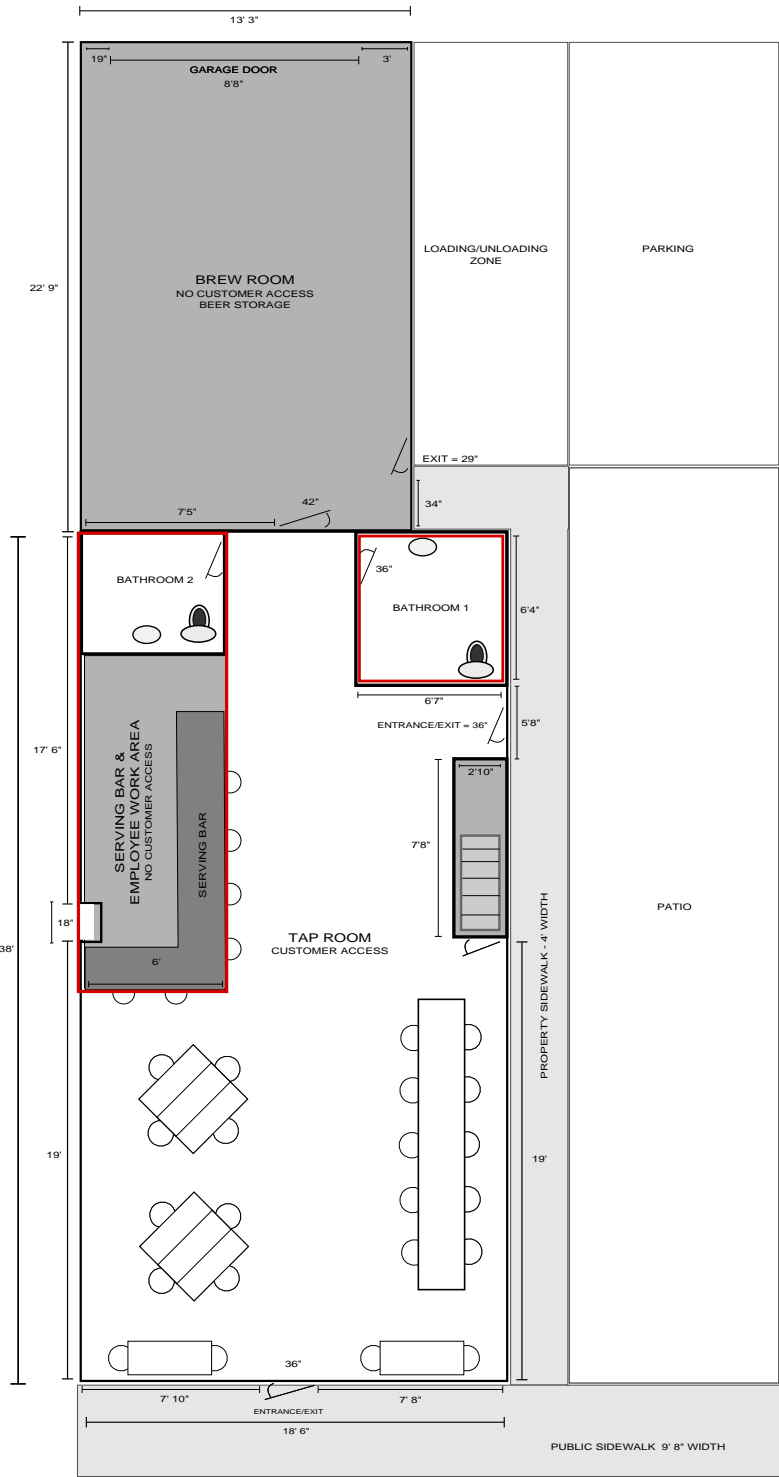 13' 3"
19"
3'
GARAGE DOOR
8'8"
LOADING/UNLOADING
ZONE
PARKING
BREW ROOM
NO CUSTOMER ACCESS
BEER STORAGE
22' 9"
EXIT = 29"
34"
42"
7'5"
36"
BATHROOM 2
BATHROOM 1
6'4"
6'7"
ENTRANCE/EXIT = 36"
5'8"
17' 6"
2'10"
7'8"
SERVING BAR &
EMPLOYEE WORK AREA
NO CUSTOMER ACCESS
SERVING BAR
18"
38'
6'
TAP ROOM
CUSTOMER ACCESS
PATIO
PROPERTY SIDEWALK - 4' WIDTH
19'
19'
36"
7' 10"
7' 8"
ENTRANCE/EXIT
18' 6"
PUBLIC SIDEWALK 9' 8" WIDTH